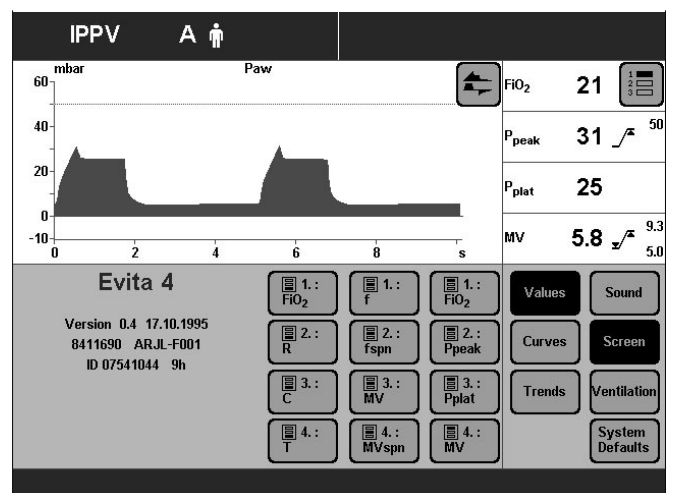 IPPV A
mbar Paw
60
40
20
0
-10
0 2 4 6 8 s
FiO2 21
1
2
3
Ppeak 31 50
Pplat 25
MV 5.8 9.3
5.0
Evita 4
Version 0.4 17.10.1995
8411690 ARJL-F001
ID 07541044 9h
1. :
FiO2
1. :
f
1. :
FiO2
2. :
R
2. :
fspn
2. :
Ppeak
3. :
C
3. :
MV
3. :
Pplat
4. :
T
4. :
MVspn
4. :
MV
Values
Sound
Curves
Screen
Trends
Ventilation
System
Defaults